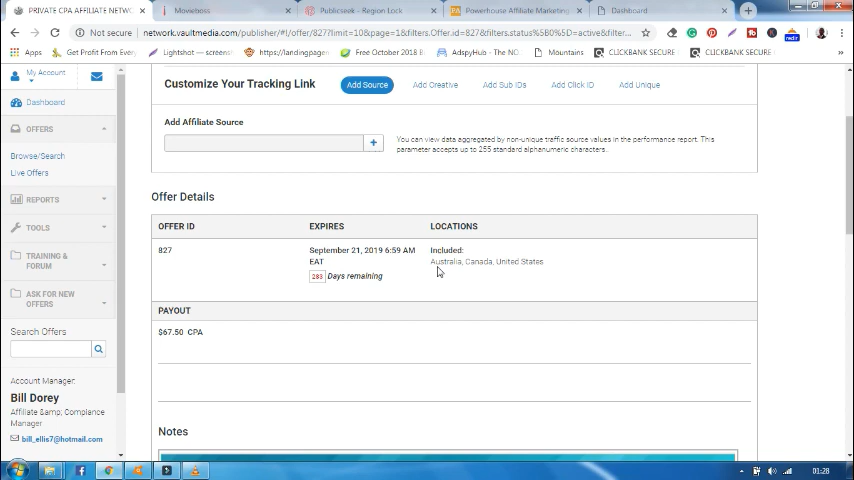 PRIVATE CPA AFFILIATE NETW
Movieboss
Publicseek - Region Lock
Powerhouse Affiliate Marketing
Dashboard
Not secure
network.vaultmedia.com/publisher/#!/offer/827?limit=10&page=1&filters.Offer.id=827&filters.status%5B0%5D=active&filter...
Apps
Get Profit From Every
Lightshot — screens
https://landingpage
Free October 2018 B
AdspyHub - The NO.
Mountains
CLICKBANK SECURE
CLICKBANK SECURE
My Account
Dashboard
OFFERS
Browse/Search
Live Offers
REPORTS
TOOLS
TRAINING &
FORUM
ASK FOR NEW
OFFERS
Search Offers
Account Manager:
Bill Dorey
Affiliate &amp; Complance
Manager
bill_ellis7@hotmail.com
Customize Your Tracking Link
Add Source
Add Creative
Add Sub IDs
Add Click ID
Add Unique
Add Affiliate Source
+
You can view data aggregated by non-unique traffic source values in the performance report. This
parameter accepts up to 255 standard alphanumeric characters.
Offer Details
OFFER ID
EXPIRES
LOCATIONS
827
September 21, 2019 6:59 AM
EAT
283 Days remaining
Included:
Australia, Canada, United States
PAYOUT
$67.50 CPA
Notes
01:28